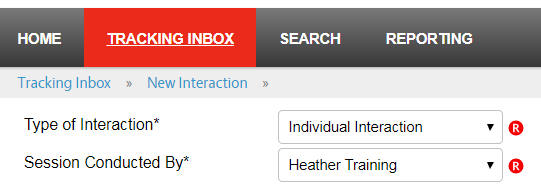 HOME TRACKING INBOX SEARCH REPORTING
Tracking Inbox » New Interaction »
Type of Interaction* Individual Interaction ▼ R
Session Conducted By* Heather Training ▼ R